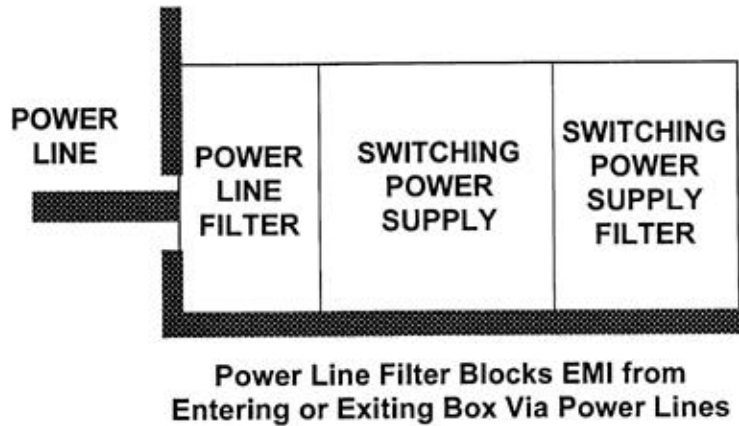 POWER
LINE
POWER
LINE
FILTER
SWITCHING
POWER
SUPPLY
SWITCHING
POWER
SUPPLY
FILTER
Power Line Filter Blocks EMI from
Entering or Exiting Box Via Power Lines